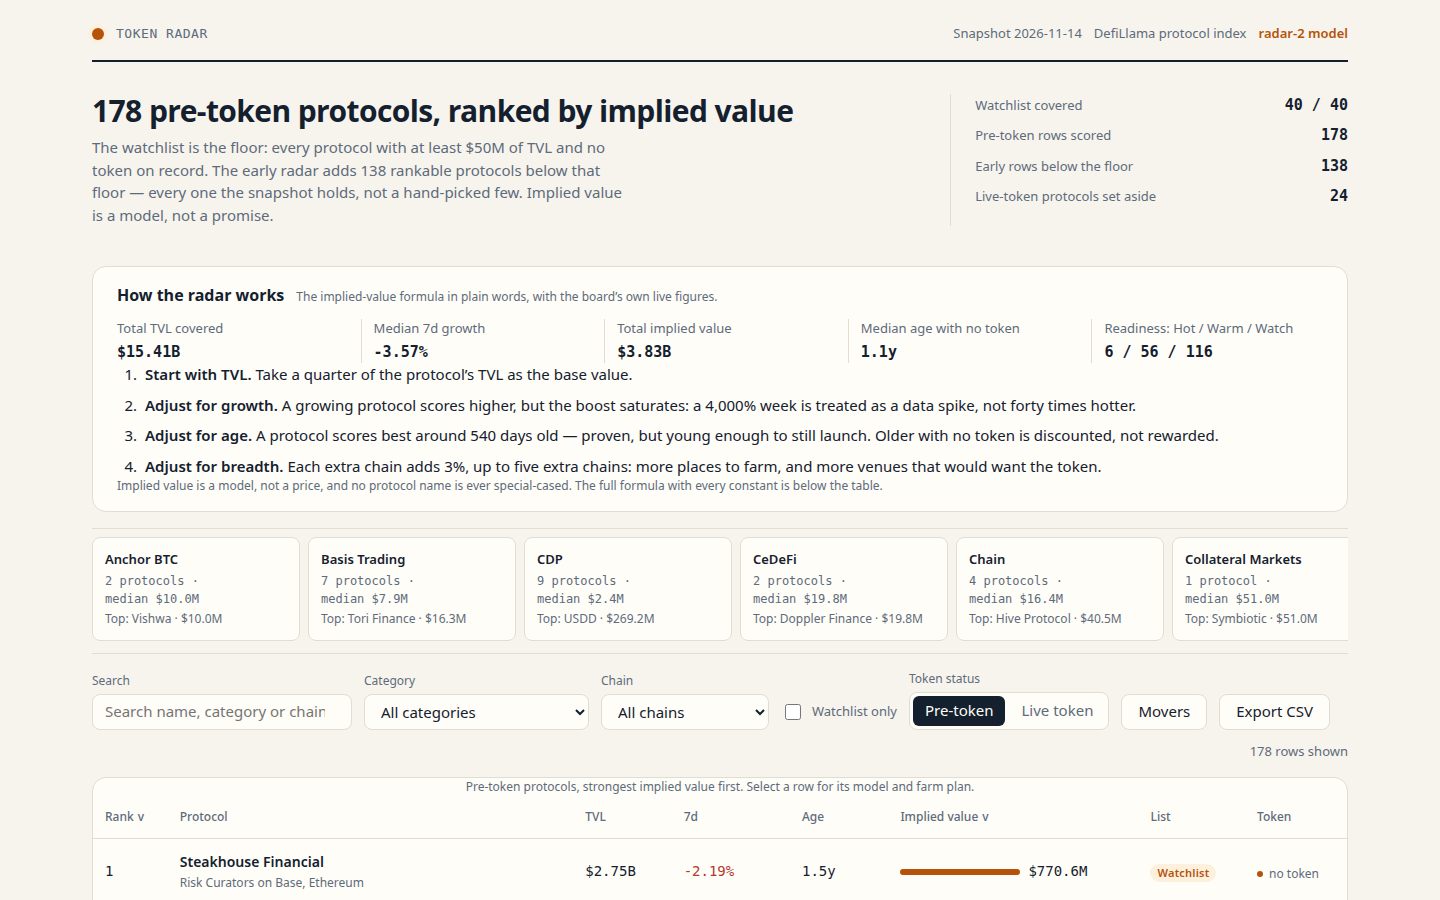 TOKEN RADAR
Snapshot 2026-11-14 DefiLlama protocol index radar-2 model
178 pre-token protocols, ranked by implied value
The watchlist is the floor: every protocol with at least $50M of TVL and no
token on record. The early radar adds 138 rankable protocols below that
floor — every one the snapshot holds, not a hand-picked few. Implied value
is a model, not a promise.
Watchlist covered 40 / 40
Pre-token rows scored 178
Early rows below the floor 138
Live-token protocols set aside 24
How the radar works The implied-value formula in plain words, with the board's own live figures.
Total TVL covered
$15.41B
Median 7d growth
-3.57%
Total implied value
$3.83B
Median age with no token
1.1y
Readiness: Hot / Warm / Watch
6 / 56 / 116
1. Start with TVL. Take a quarter of the protocol's TVL as the base value.
2. Adjust for growth. A growing protocol scores higher, but the boost saturates: a 4,000% week is treated as a data spike, not forty times hotter.
3. Adjust for age. A protocol scores best around 540 days old — proven, but young enough to still launch. Older with no token is discounted, not rewarded.
4. Adjust for breadth. Each extra chain adds 3%, up to five extra chains: more places to farm, and more venues that would want the token.
Implied value is a model, not a price, and no protocol name is ever special-cased. The full formula with every constant is below the table.
Anchor BTC
2 protocols ·
median $10.0M
Top: Vishwa · $10.0M
Basis Trading
7 protocols ·
median $7.9M
Top: Tori Finance · $16.3M
CDP
9 protocols ·
median $2.4M
Top: USDD · $269.2M
CeDeFi
2 protocols ·
median $19.8M
Top: Doppler Finance · $19.8M
Chain
4 protocols ·
median $16.4M
Top: Hive Protocol · $40.5M
Collateral Markets
1 protocol ·
median $51.0M
Top: Symbiotic · $51.0M
Search
Search name, category or chain
Category
All categories
Chain
All chains
Watchlist only
Token status
Pre-token Live token
Movers
Export CSV
178 rows shown
Pre-token protocols, strongest implied value first. Select a row for its model and farm plan.
Rank v Protocol TVL 7d Age Implied value v List Token
1 Steakhouse Financial $2.75B -2.19% 1.5y $770.6M Watchlist no token
Risk Curators on Base, Ethereum